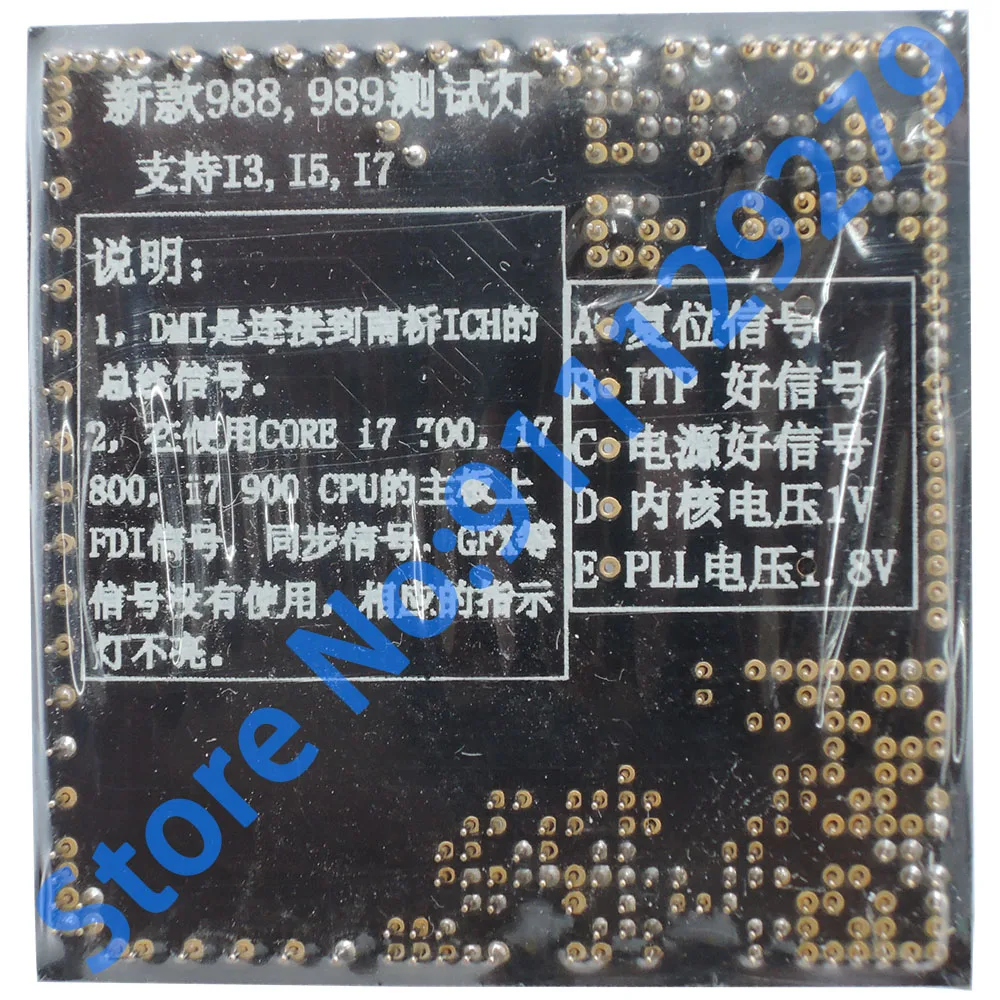 新款988,989测试灯
支持I3,I5,I7
说明:
1, DMI是连接到南桥ICH的
总线信号.
2, 在使用CORE i7 700, i7
800, i7 900 CPU的主板上
FDI信号 同步信号. GFX等
信号没有使用, 相应的指示
灯不亮.
A 复位信号
B ITP 好信号
C 电源好信号
D 内核电压1V
E PLL电压1.8V
Store No:911129279